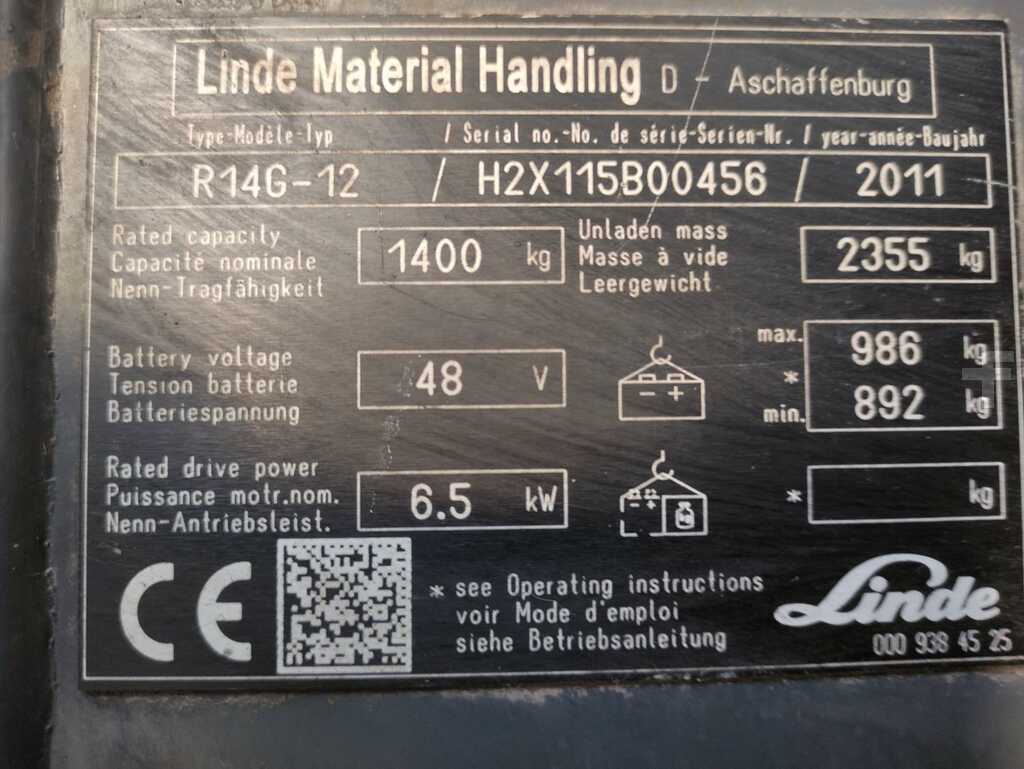 Linde Material Handling D - Aschaffenburg
Type-Modèle-Typ / Serial no.-No. de série-Serien-Nr. / year-année-Baujahr
R14G-12 / H2X115B00456 / 2011
Rated capacity
Capacité nominale
Nenn-Tragfähigkeit
1400 kg
Unladen mass
Masse à vide
Leergewicht
2355 kg
Battery voltage
Tension batterie
Batteriespannung
48 V
- +
max. 986 kg
*
min. 892 kg
Rated drive power
Puissance motr.nom.
Nenn-Antriebsleist.
6.5 kW
- + kg
* kg
CE
* see Operating instructions
voir Mode d'emploi
siehe Betriebsanleitung
Linde
000 938 45 25